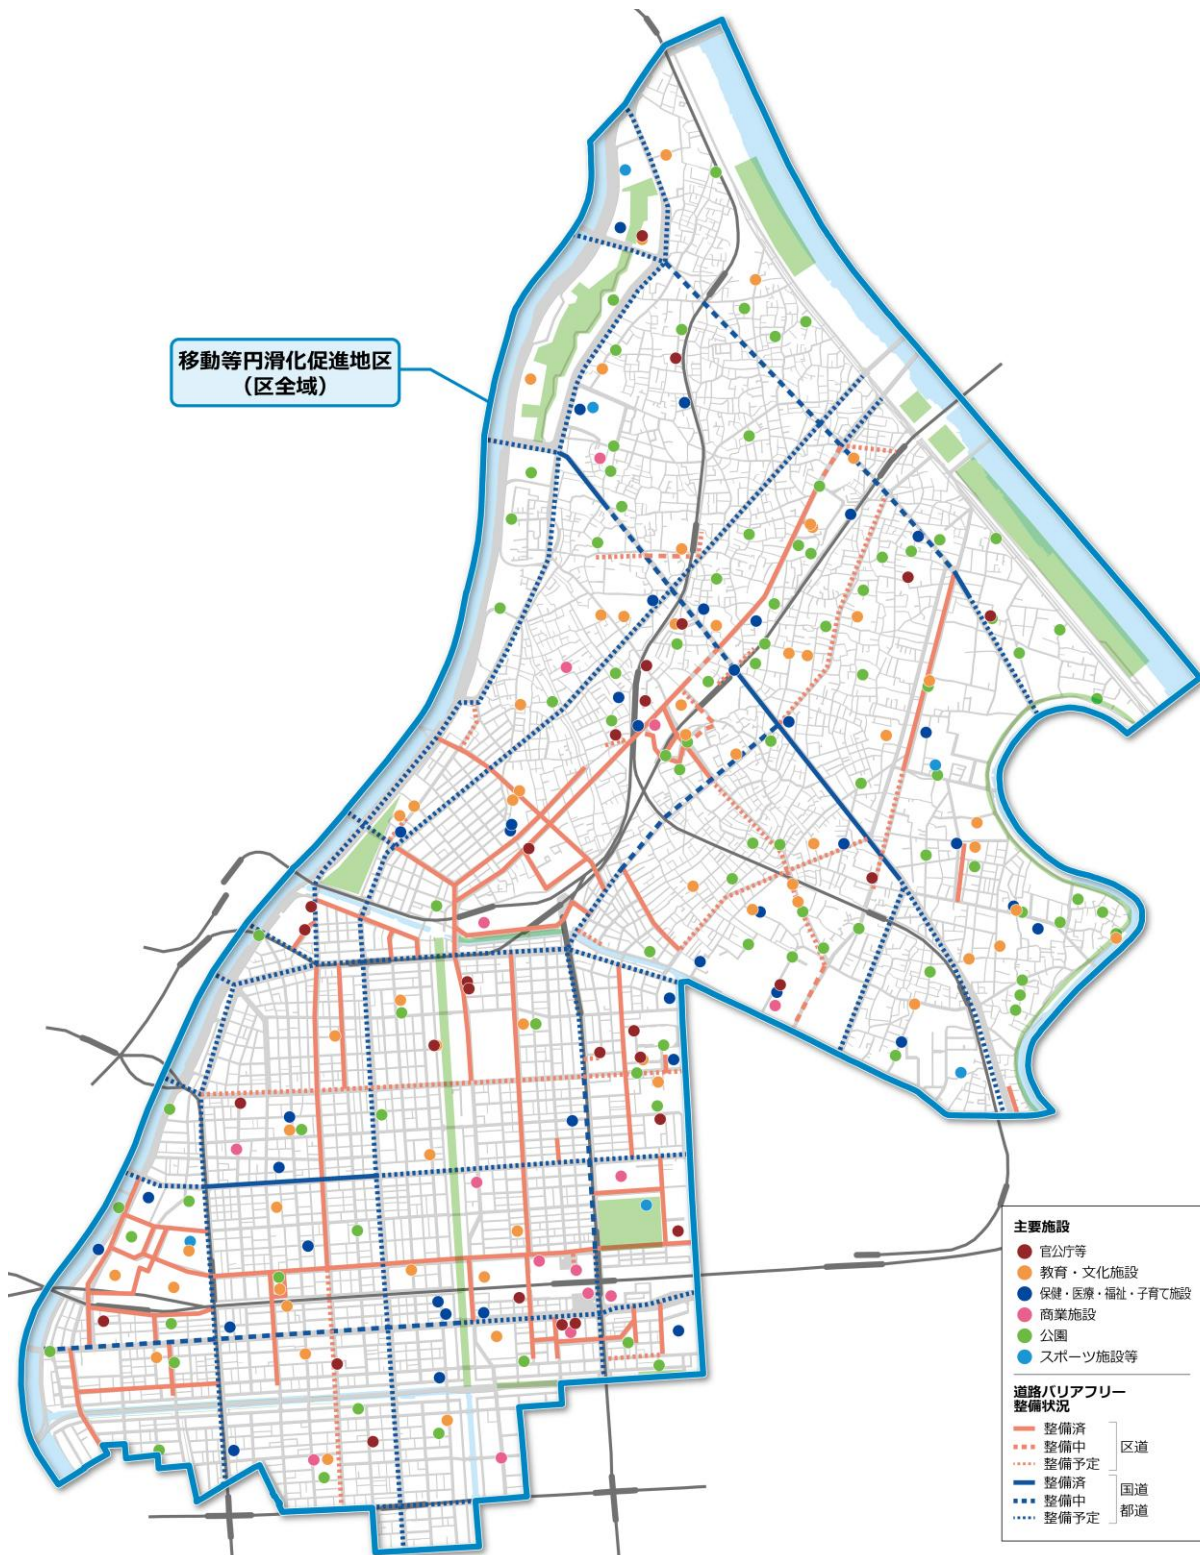 移動等円滑化促進地区
（区全域）
主要施設
官公庁等
教育・文化施設
保健・医療・福祉・子育て施設
商業施設
公園
スポーツ施設等
道路バリアフリー
整備状況
整備済
整備中
整備予定
区道
整備済
整備中
整備予定
国道
都道